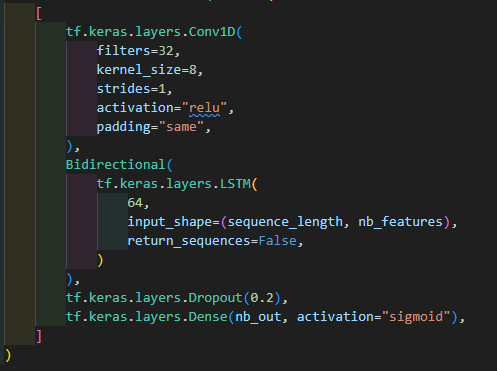 [
tf.keras.layers.Conv1D(
filters=32,
kernel_size=8,
strides=1,
activation="relu",
padding="same",
),
Bidirectional(
tf.keras.layers.LSTM(
64,
input_shape=(sequence_length, nb_features),
return_sequences=False,
)
),
tf.keras.layers.Dropout(0.2),
tf.keras.layers.Dense(nb_out, activation="sigmoid"),
]
)